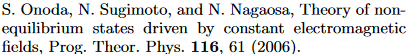 S. Onoda, N. Sugimoto, and N. Nagaosa, Theory of non-
equilibrium states driven by constant electromagnetic
fields, Prog. Theor. Phys. 116, 61 (2006).